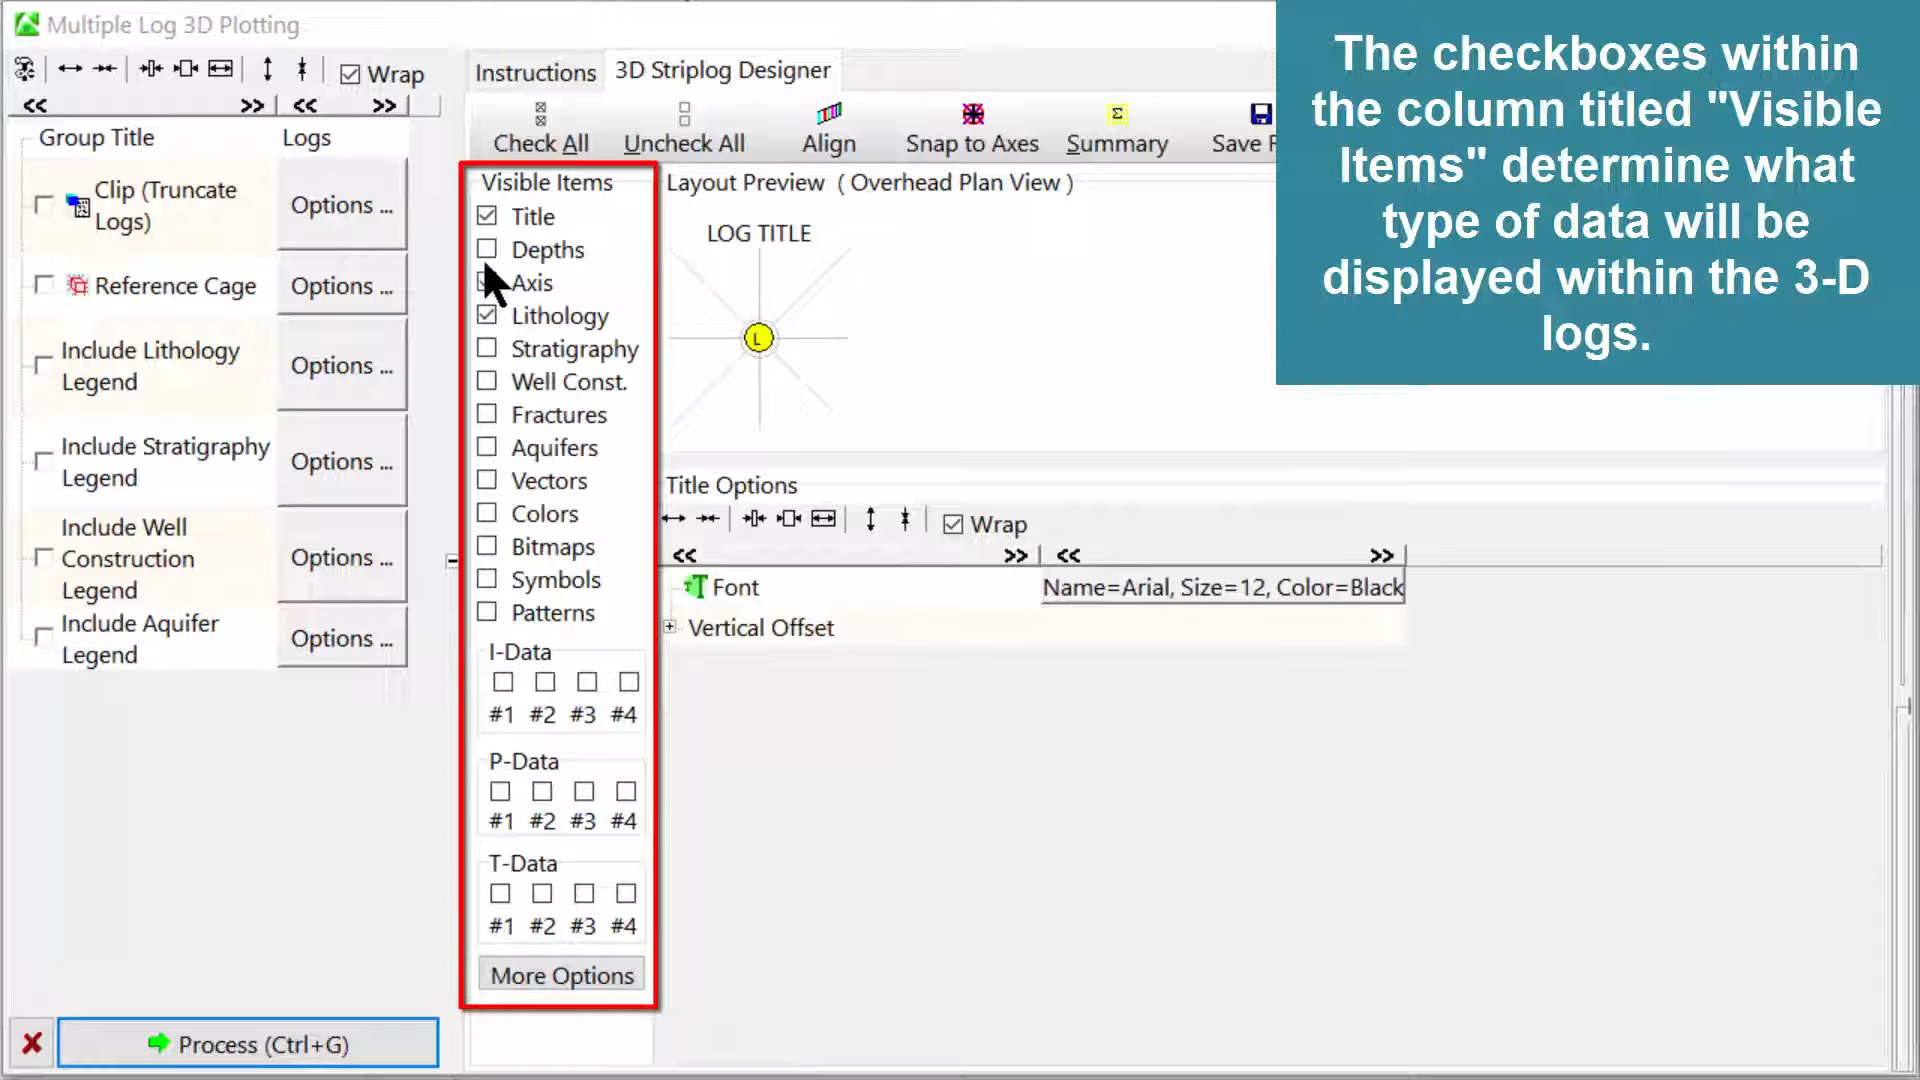 Multiple Log 3D Plotting
Wrap
<< >> << >>
Group Title Logs
Clip (Truncate
Logs)
Options ...
Reference Cage
Options ...
Include Lithology
Legend
Options ...
Include Stratigraphy
Legend
Options ...
Include Well
Construction
Legend
Options ...
Include Aquifer
Legend
Options ...
Process (Ctrl+G)
Instructions
3D Striplog Designer
Check All
Uncheck All
Align
Snap to Axes
Σ
Summary
Save
Visible Items
Title
Depths
Axis
Lithology
Stratigraphy
Well Const.
Fractures
Aquifers
Vectors
Colors
Bitmaps
Symbols
Patterns
I-Data
#1 #2 #3 #4
P-Data
#1 #2 #3 #4
T-Data
#1 #2 #3 #4
More Options
Layout Preview ( Overhead Plan View )
LOG TITLE
L
Title Options
Wrap
<< >> << >>
Font
Name=Arial, Size=12, Color=Black
Vertical Offset
The checkboxes within
the column titled "Visible
Items" determine what
type of data will be
displayed within the 3-D
logs.